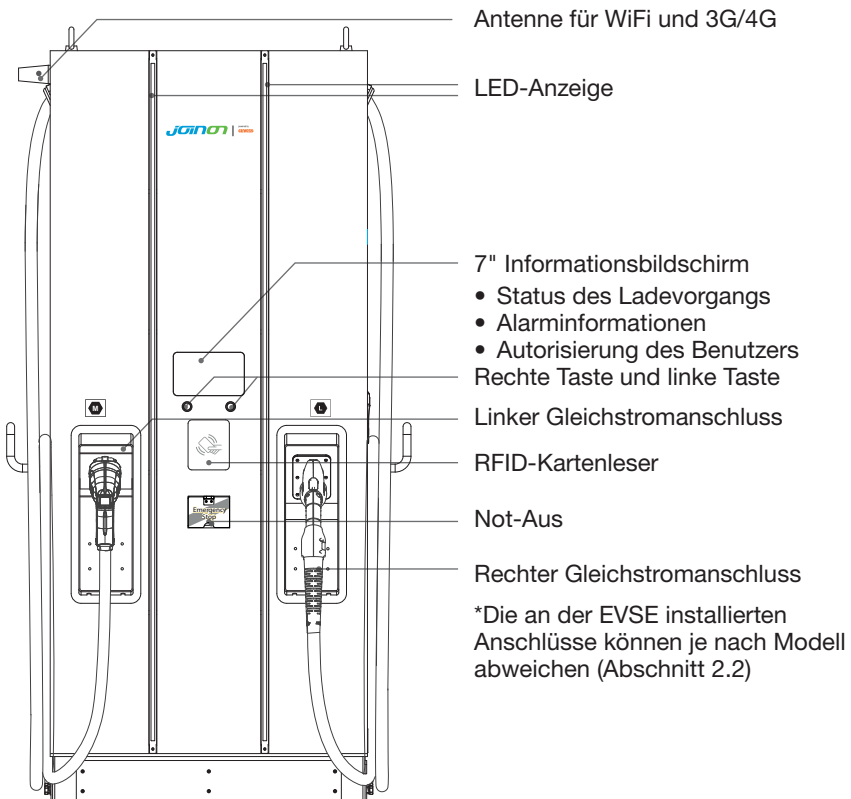 Antenne für WiFi und 3G/4G
LED-Anzeige
JOINON
7" Informationsbildschirm
• Status des Ladevorgangs
• Alarminformationen
• Autorisierung des Benutzers
Rechte Taste und linke Taste
M
L
Linker Gleichstromanschluss
RFID-Kartenleser
Emergency
Stop
Not-Aus
Rechter Gleichstromanschluss
*Die an der EVSE installierten
Anschlüsse können je nach Modell
abweichen (Abschnitt 2.2)